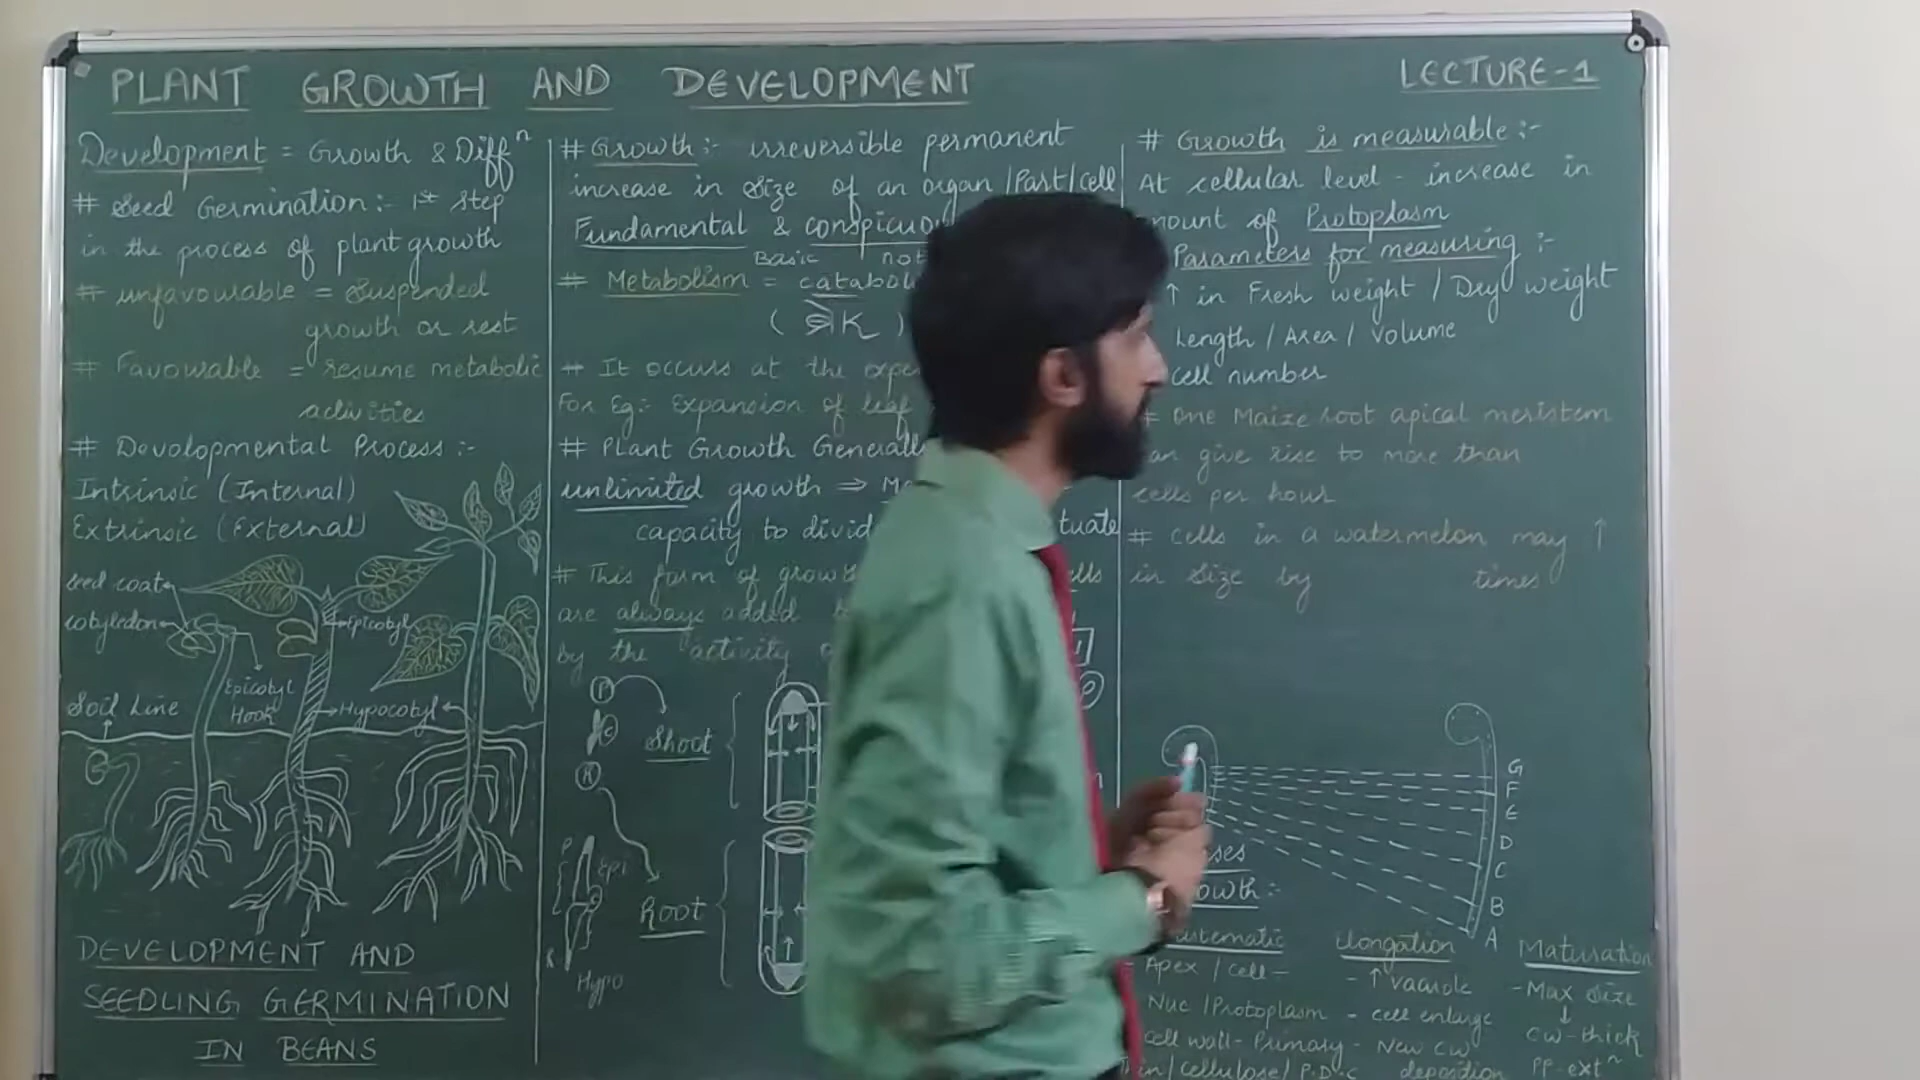 PLANT GROWTH AND DEVELOPMENT
LECTURE-1
Development = Growth & Diffⁿ
# Seed Germination:- 1st step
in the process of plant growth
# unfavourable = Suspended
growth or rest
# Favourable = resume metabolic
activities
# Developmental Process :-
Intrinsic (Internal)
Extrinsic (External)
Seed coat
cotyledon
Epicotyl
Soil Line
Epicotyl
Hook
Hypocotyl
DEVELOPMENT AND
SEEDLING GERMINATION
IN BEANS
# Growth :- irreversible permanent
increase in size of an organ /Part/cell
Fundamental &
Basic not
# Metabolism =
( K )
# It occurs at the
For Eg:- Expansion of leaf
# Plant Growth
unlimited growth ⇒
capacity to
# This form of
are always added
by the activity
P
C
R
Shoot
P
Epi
C
Root
R
Hypo
# Growth is measurable :-
At cellular level - increase in
of Protoplasm
Parameters for measuring :-
↑ in Fresh weight / Dry weight
Length / Area / Volume
cell number
# One Maize root apical meristem
give rise to more than
cells per hour
# Cells in a watermelon may ↑
in size by times
G
F
E
D
C
B
A
Elongation
Maturation
Apex / cell -
- ↑ vacuole
- Max size
↓
Nuc / Protoplasm
- cell enlarge
cw-thick
Cell wall - Primary
- New cw
PP-extⁿ
/cellulose/ P.D-C
deposition